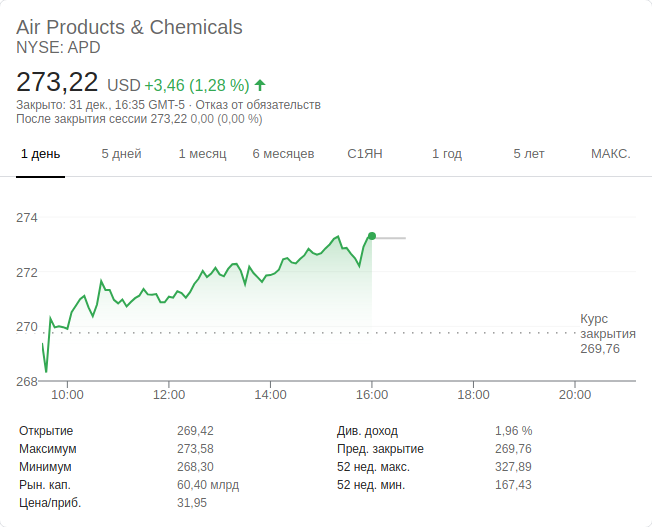 Air Products & Chemicals
NYSE: APD
273,22 USD +3,46 (1,28 %)
Закрыто: 31 дек., 16:35 GMT-5 · Отказ от обязательств
После закрытия сессии 273,22 0,00 (0,00 %)
1 день 5 дней 1 месяц 6 месяцев С1ЯН 1 год 5 лет МАКС.
274
272
270
Курс
закрытия
269,76
268
10:00 12:00 14:00 16:00 18:00 20:00
Открытие 269,42 Див. доход 1,96 %
Максимум 273,58 Пред. закрытие 269,76
Минимум 268,30 52 нед. макс. 327,89
Рын. кап. 60,40 млрд 52 нед. мин. 167,43
Цена/приб. 31,95